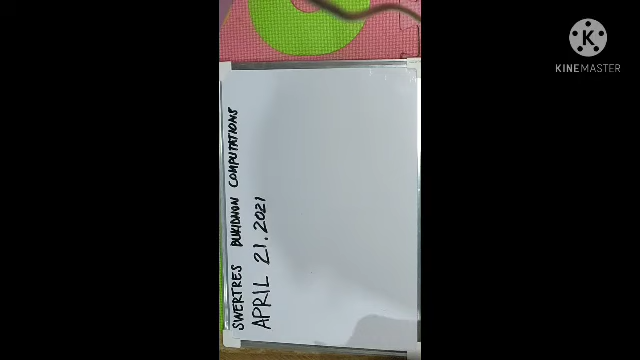 SWERTRES BUKIDNON COMPUTATIONS
APRIL 21, 2021
K
KINEMASTER